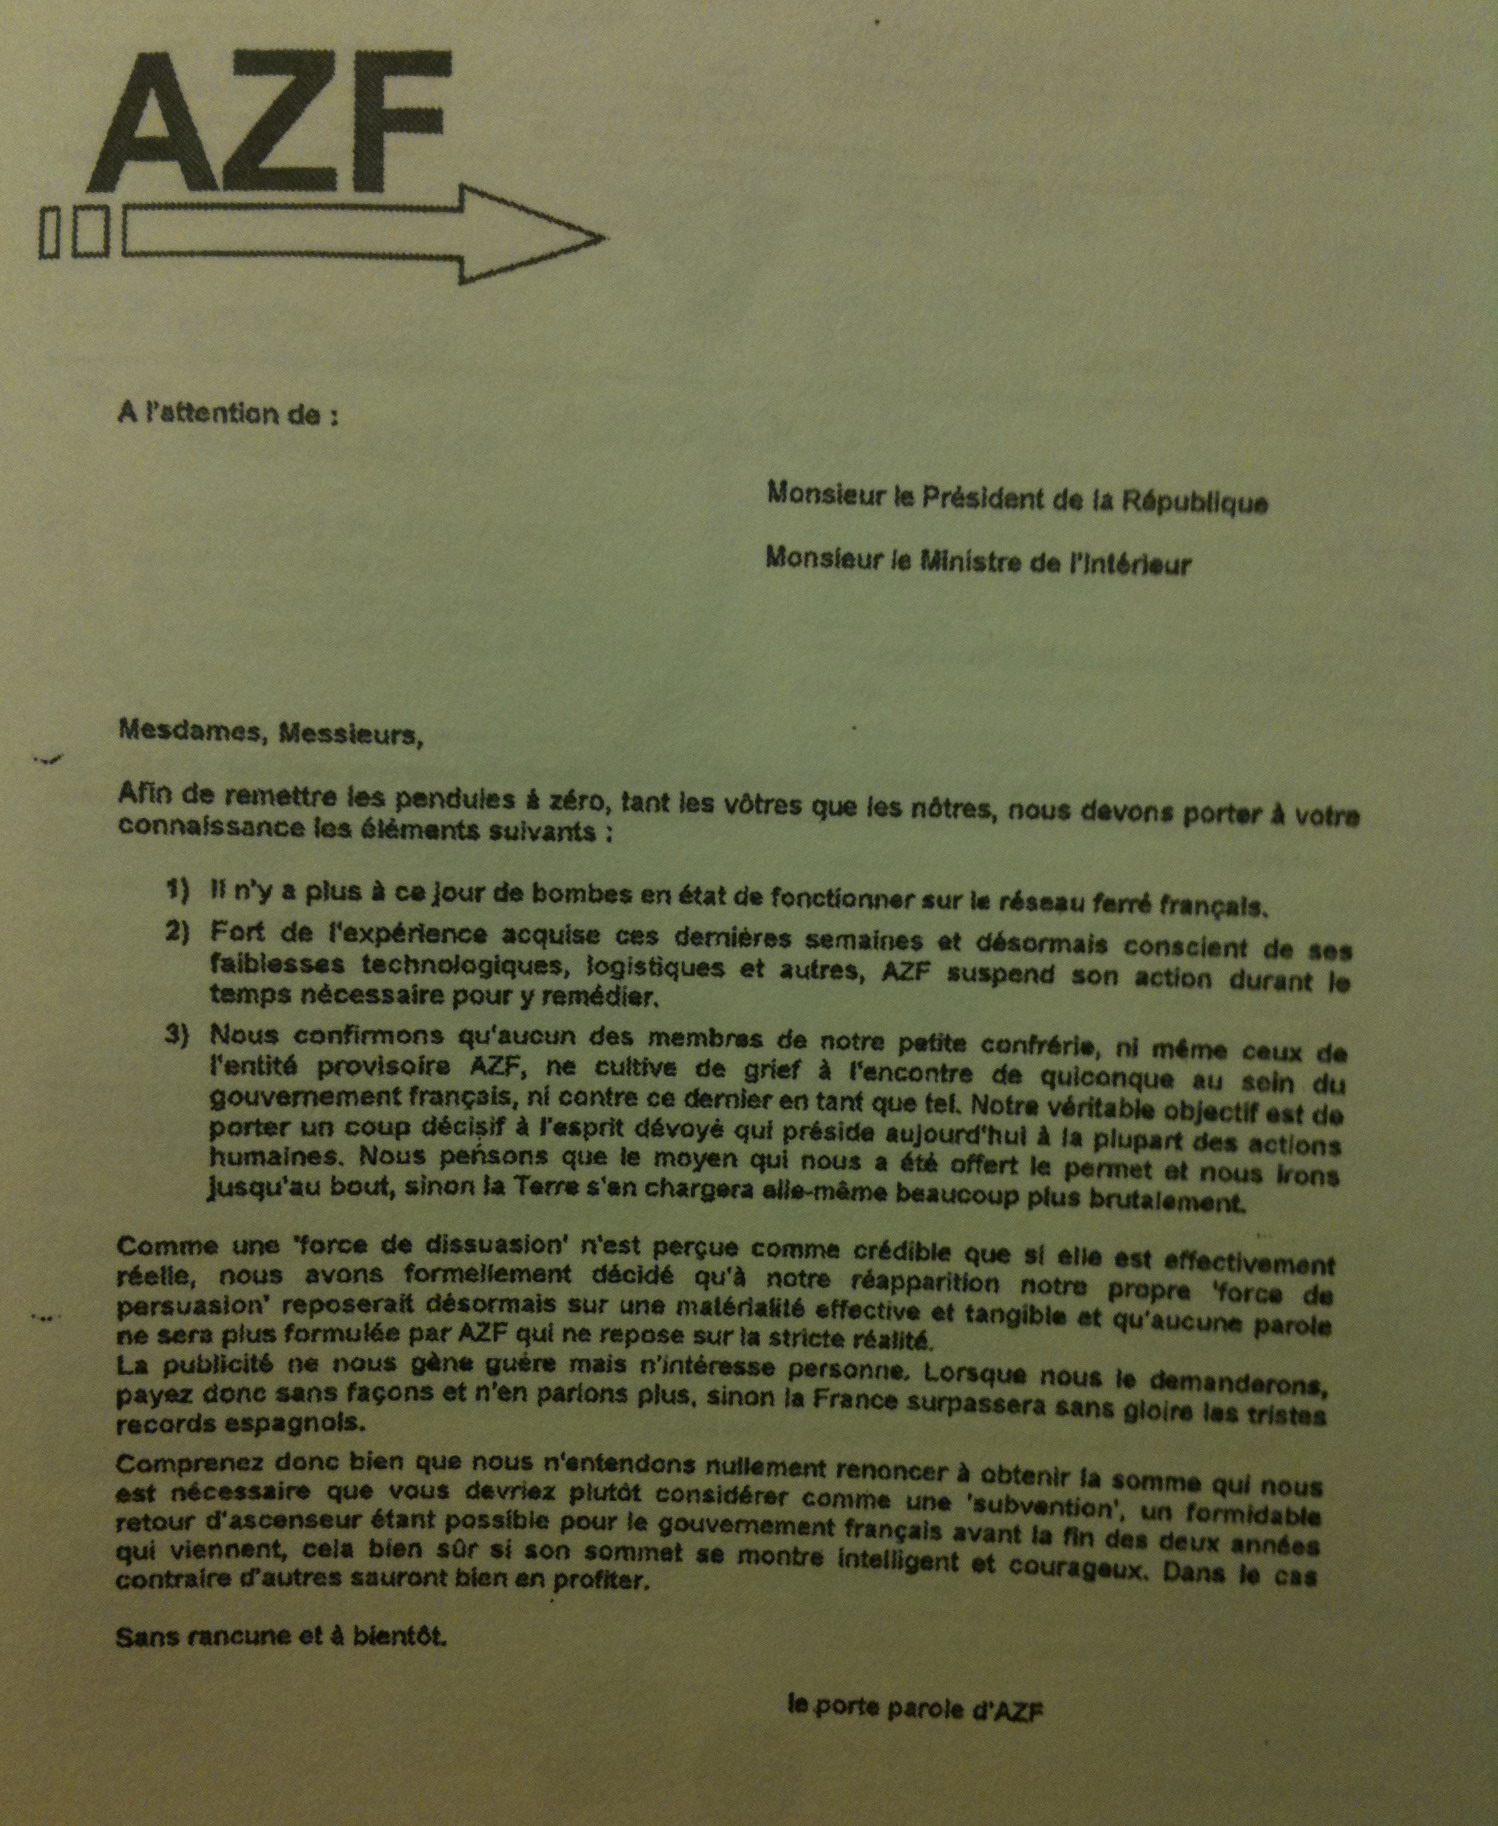 AZF
A l'attention de :
Monsieur le Président de la République
Monsieur le Ministre de l'Intérieur
Mesdames, Messieurs,
Afin de remettre les pendules à zéro, tant les vôtres que les nôtres, nous devons porter à votre
connaissance les éléments suivants :
1) Il n'y a plus à ce jour de bombes en état de fonctionner sur le réseau ferré français.
2) Fort de l'expérience acquise ces dernières semaines et désormais conscient de ses
faiblesses technologiques, logistiques et autres, AZF suspend son action durant le
temps nécessaire pour y remédier.
3) Nous confirmons qu'aucun des membres de notre petite confrérie, ni même ceux de
l'entité provisoire AZF, ne cultive de grief à l'encontre de quiconque au sein du
gouvernement français, ni contre ce dernier en tant que tel. Notre véritable objectif est de
porter un coup décisif à l'esprit dévoyé qui préside aujourd'hui à la plupart des actions
humaines. Nous pensons que le moyen qui nous a été offert le permet et nous irons
jusqu'au bout, sinon la Terre s'en chargera elle-même beaucoup plus brutalement.
Comme une 'force de dissuasion' n'est perçue comme crédible que si elle est effectivement
réelle, nous avons formellement décidé qu'à notre réapparition notre propre 'force de
persuasion' reposerait désormais sur une matérialité effective et tangible et qu'aucune parole
ne sera plus formulée par AZF qui ne repose sur la stricte réalité.
La publicité ne nous gène guère mais n'intéresse personne. Lorsque nous le demanderons,
payez donc sans façons et n'en parlons plus, sinon la France surpassera sans gloire les tristes
records espagnols.
Comprenez donc bien que nous n'entendons nullement renoncer à obtenir la somme qui nous
est nécessaire que vous devriez plutôt considérer comme une 'subvention', un formidable
retour d'ascenseur étant possible pour le gouvernement français avant la fin des deux années
qui viennent, cela bien sûr si son sommet se montre intelligent et courageux. Dans le cas
contraire d'autres sauront bien en profiter.
Sans rancune et à bientôt.
le porte parole d'AZF